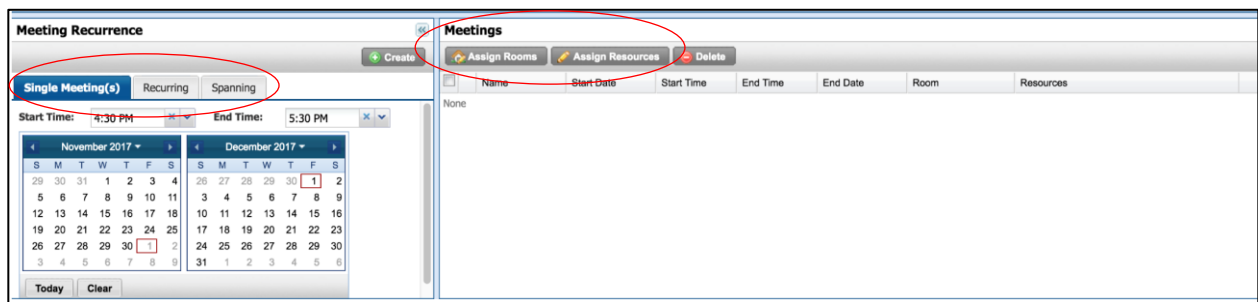 Meeting Recurrence
Create
Single Meeting(s) Recurring Spanning
Start Time: 4:30 PM End Time: 5:30 PM
November 2017
S M T W T F S
29 30 31 1 2 3 4
5 6 7 8 9 10 11
12 13 14 15 16 17 18
19 20 21 22 23 24 25
26 27 28 29 30 1 2
3 4 5 6 7 8 9
December 2017
S M T W T F S
26 27 28 29 30 1 2
3 4 5 6 7 8 9
10 11 12 13 14 15 16
17 18 19 20 21 22 23
24 25 26 27 28 29 30
31 1 2 3 4 5 6
Today Clear
Meetings
Assign Rooms Assign Resources Delete
Name Start Date Start Time End Time End Date Room Resources
None